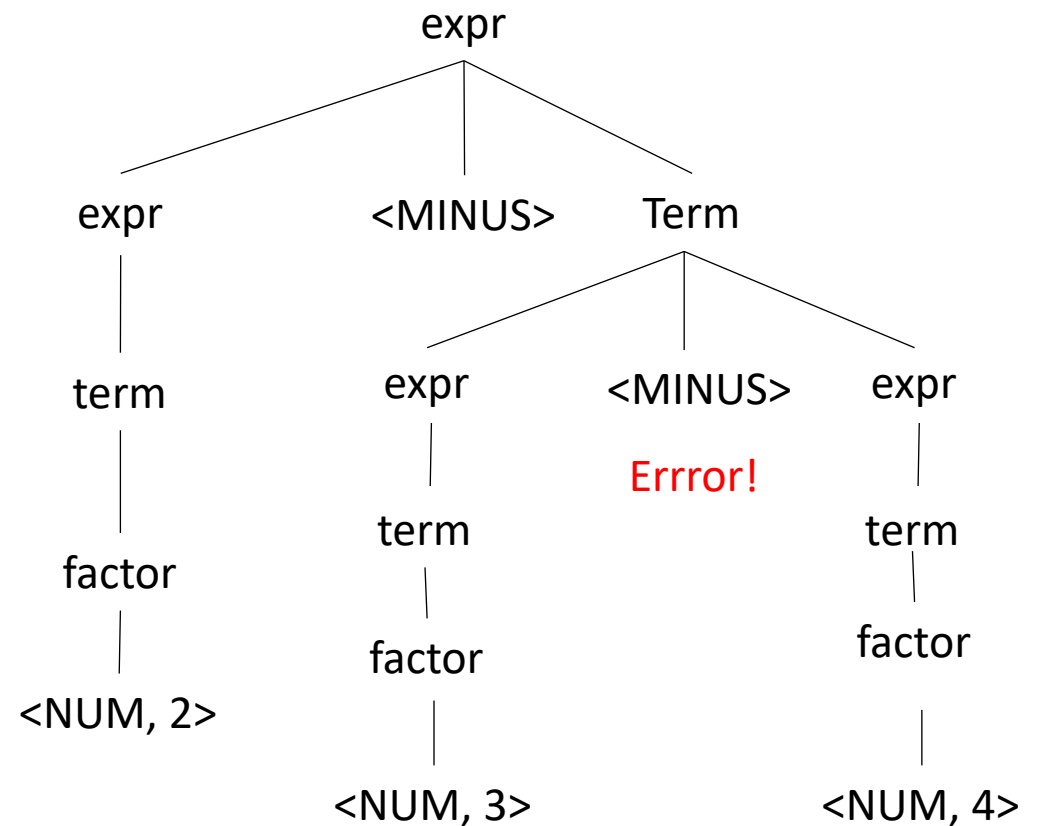 expr
expr <MINUS> Term
term expr <MINUS> expr
Errror!
term term
factor factor factor
<NUM, 2>
<NUM, 3> <NUM, 4>